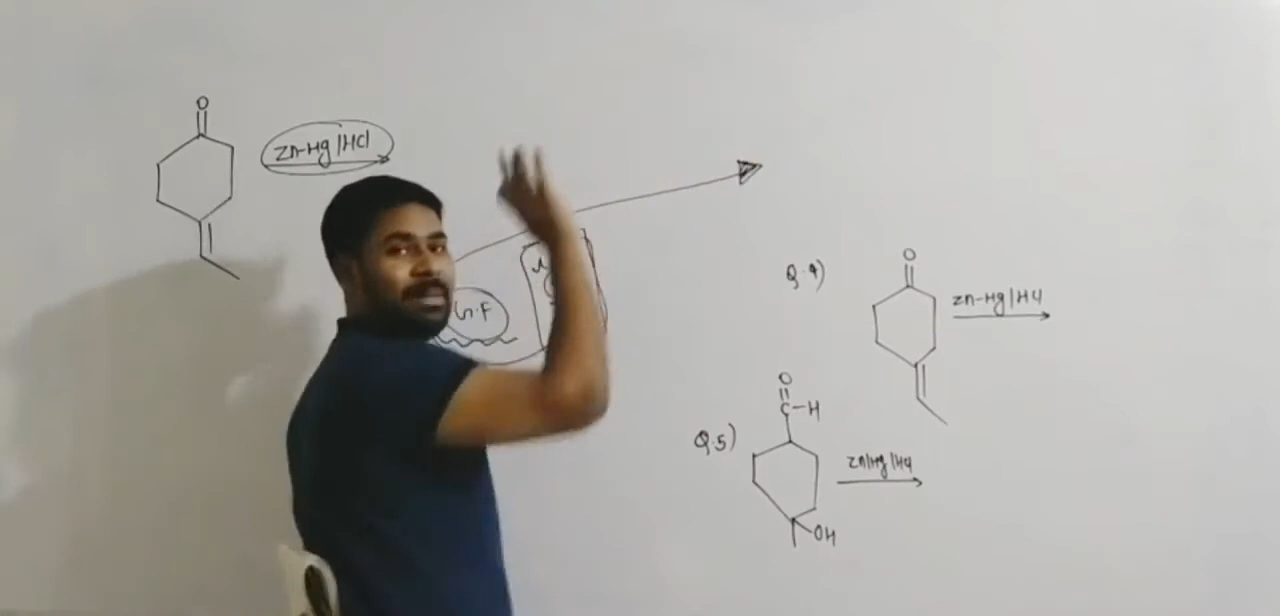 O
Zn-Hg/HCl
G.F
Q.4)
O
Zn-Hg/HCl
O
C-H
Q.5)
Zn/Hg/HCl
OH